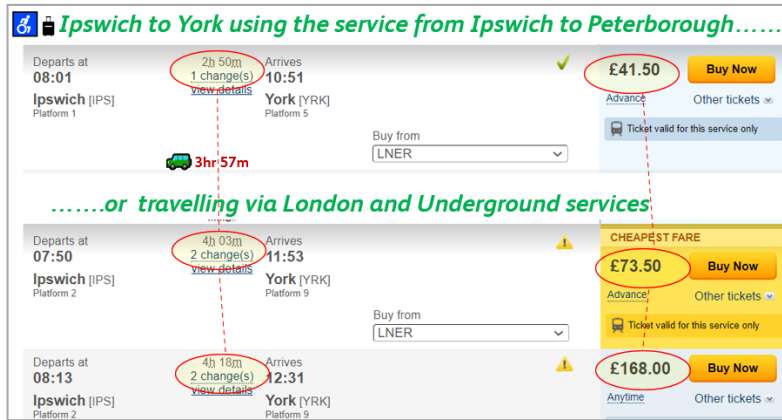 Ipswich to York using the service from Ipswich to Peterborough……..
Departs at 2h 50m Arrives
08:01 1 change(s) 10:51 £41.50 Buy Now
view details
Ipswich [IPS] York [YRK] Advance Other tickets
Platform 1 Platform 5
Buy from Ticket valid for this service only
3hr 57m LNER
…….or travelling via London and Underground services
Departs at 4h 03m Arrives CHEAPEST FARE
07:50 2 change(s) 11:53 £73.50 Buy Now
view details
Ipswich [IPS] York [YRK] Advance Other tickets
Platform 2 Platform 9
Buy from Ticket valid for this service only
LNER
Departs at 4h 18m Arrives
08:13 2 change(s) 12:31 £168.00 Buy Now
view details
Ipswich [IPS] York [YRK] Anytime Other tickets
Platform 2 Platform 9